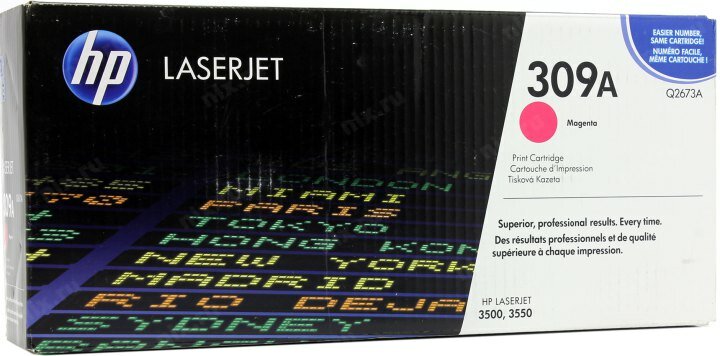 hp
LASERJET
EASIER NUMBER,
SAME CARTRIDGE!
NUMÉRO FACILE,
MÊME CARTOUCHE!
309A
Q2673A
Magenta
Print Cartridge
Cartouche d'Impression
Tisková Kazeta
LONDON
MIAMI
PARIS
TOKYO
HONG KONG
NEW YORK
MADRID
RIO DEJA
SYDNEY
Superior, professional results. Every time.
Des résultats professionnels et de qualité
supérieure à chaque impression.
HP LASERJET
3500, 3550
309A